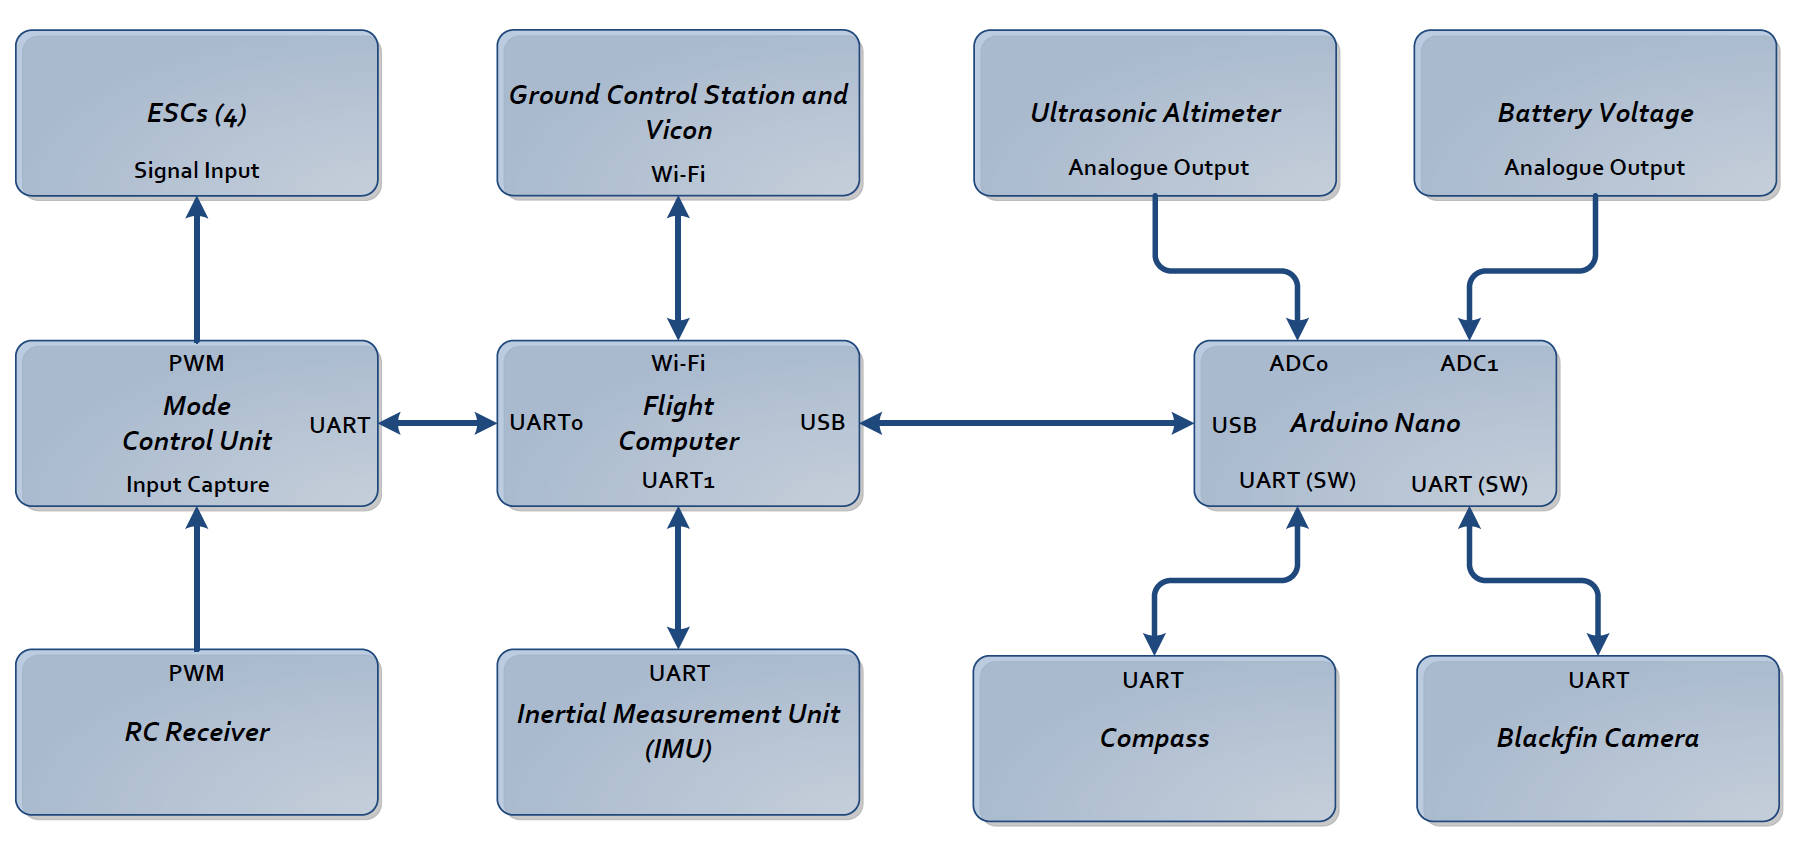 ESCs (4)
Signal Input
Ground Control Station and
Vicon
Wi-Fi
Ultrasonic Altimeter
Analogue Output
Battery Voltage
Analogue Output
PWM
Mode
Control Unit
UART
Input Capture
Wi-Fi
UART0
Flight
Computer
USB
UART1
ADC0
ADC1
USB
Arduino Nano
UART (SW)
UART (SW)
PWM
RC Receiver
UART
Inertial Measurement Unit
(IMU)
UART
Compass
UART
Blackfin Camera